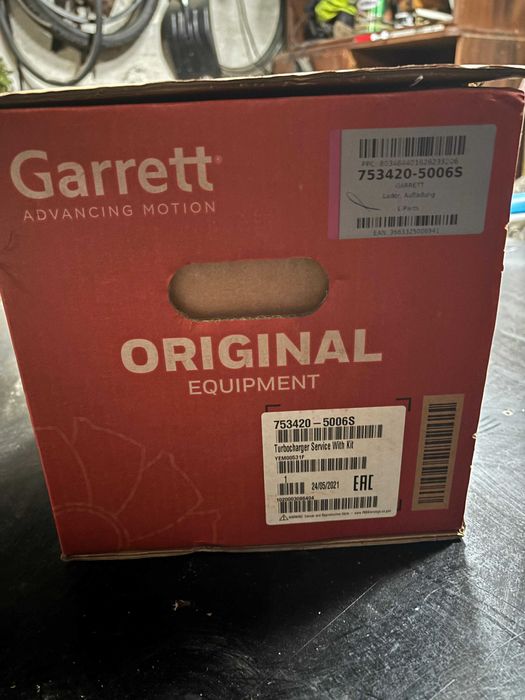 Garrett
ADVANCING MOTION
753420-5006S
GARRETT
Lader, Aufladung
ORIGINAL
EQUIPMENT
753420-5006S
Turbocharger Service With Kit
YEM00531F
1
24/05/2021
EAC